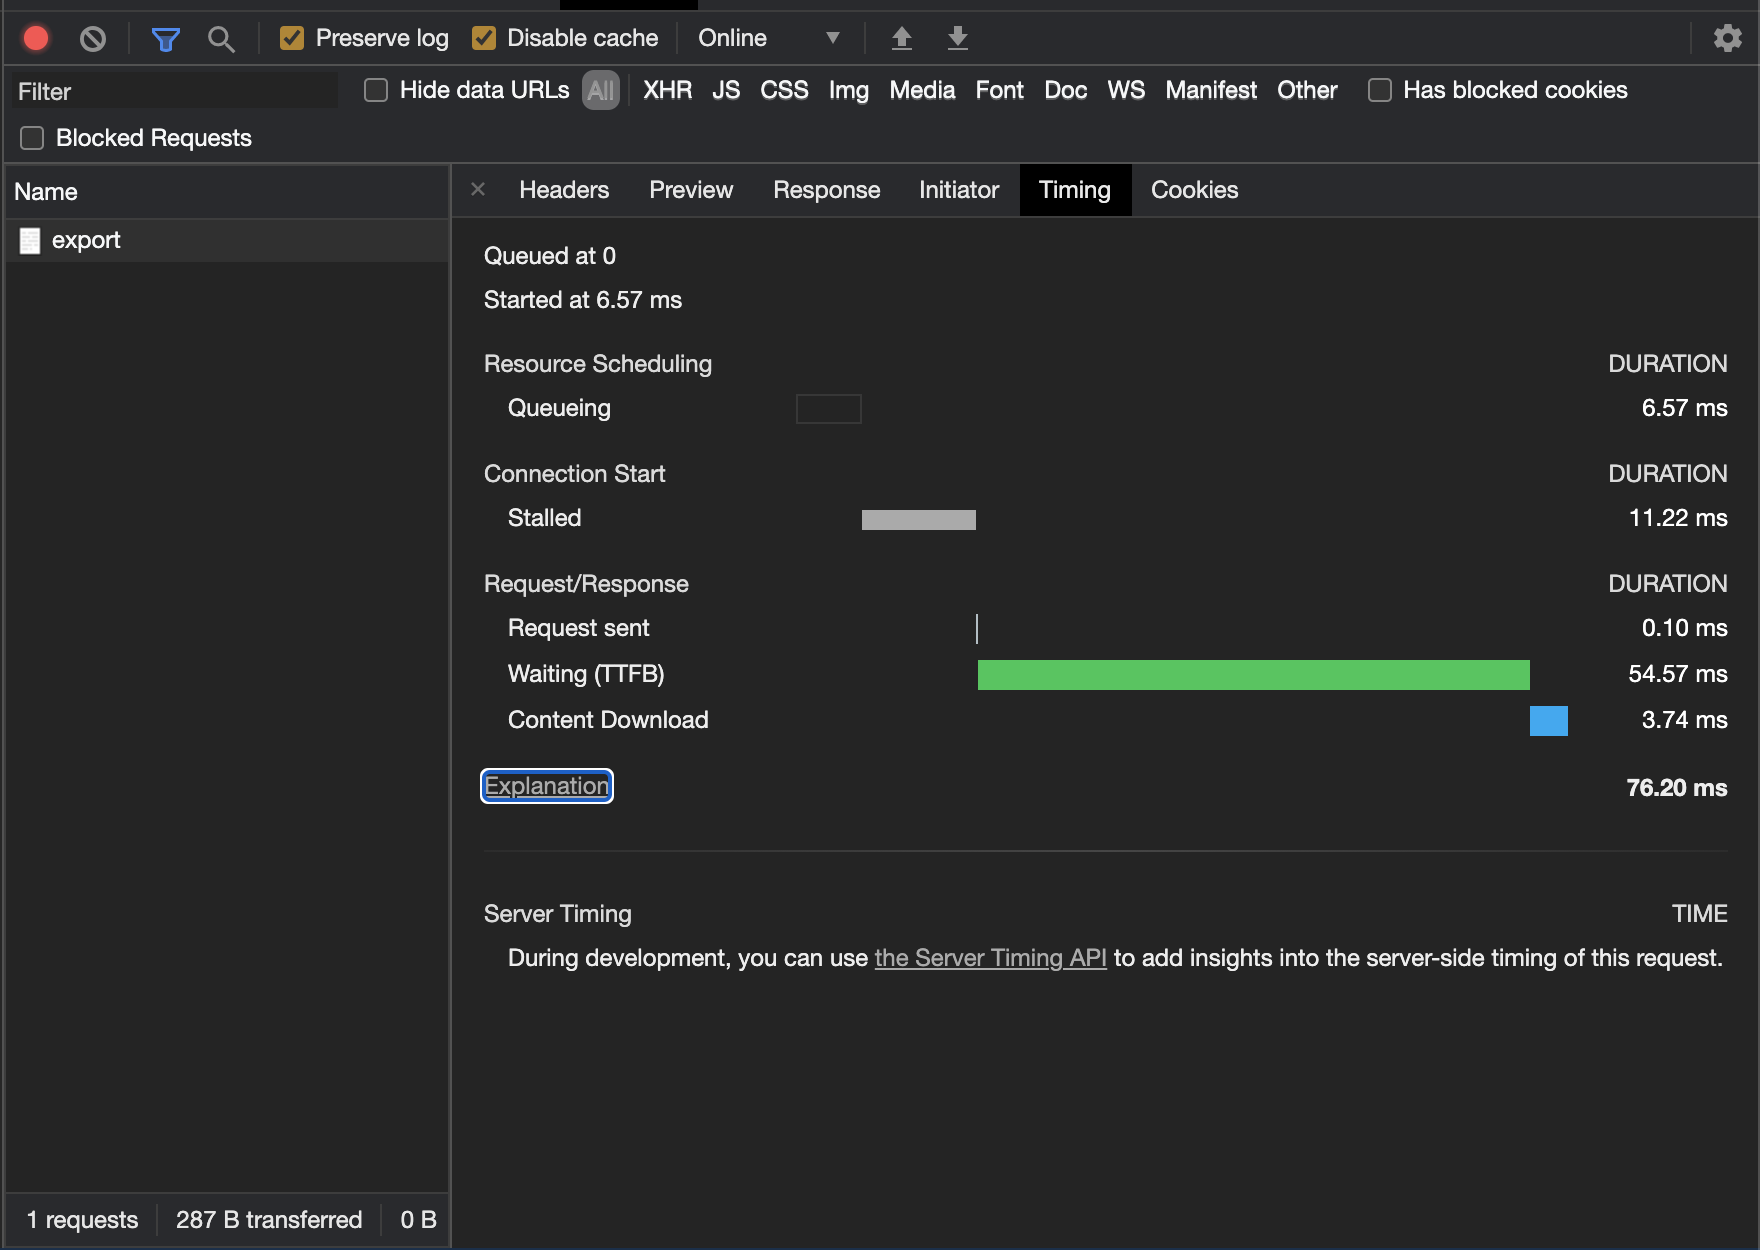 Preserve log Disable cache Online
Filter Hide data URLs All XHR JS CSS Img Media Font Doc WS Manifest Other Has blocked cookies
Blocked Requests
Name
export
Headers Preview Response Initiator Timing Cookies
Queued at 0
Started at 6.57 ms
Resource Scheduling DURATION
Queueing 6.57 ms
Connection Start DURATION
Stalled 11.22 ms
Request/Response DURATION
Request sent 0.10 ms
Waiting (TTFB) 54.57 ms
Content Download 3.74 ms
Explanation 76.20 ms
Server Timing TIME
During development, you can use the Server Timing API to add insights into the server-side timing of this request.
1 requests 287 B transferred 0 B